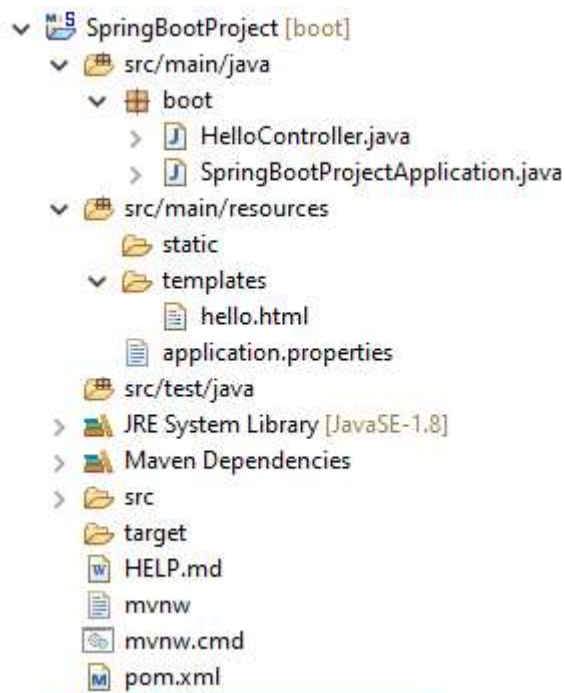 SpringBootProject [boot]
src/main/java
boot
HelloController.java
SpringBootProjectApplication.java
src/main/resources
static
templates
hello.html
application.properties
src/test/java
JRE System Library [JavaSE-1.8]
Maven Dependencies
src
target
HELP.md
mvnw
mvnw.cmd
pom.xml